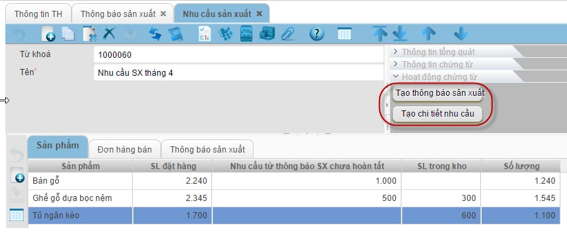 Thông tin TH
Thông báo sản xuất
Nhu cầu sản xuất
Từ khoá
1000060
Tên*
Nhu cầu SX tháng 4
Thông tin tổng quát
Thông tin chứng từ
Hoạt động chứng từ
Tạo thông báo sản xuất
Tạo chi tiết nhu cầu
Sản phẩm
Đơn hàng bán
Thông báo sản xuất
Sản phẩm SL đặt hàng Nhu cầu từ thông báo SX chưa hoàn tất SL trong kho Số lượng
Bàn gỗ 2.240 1.000 1.240
Ghế gỗ dựa bọc nệm 2.345 500 300 1.545
Tủ ngăn kéo 1.700 600 1.100